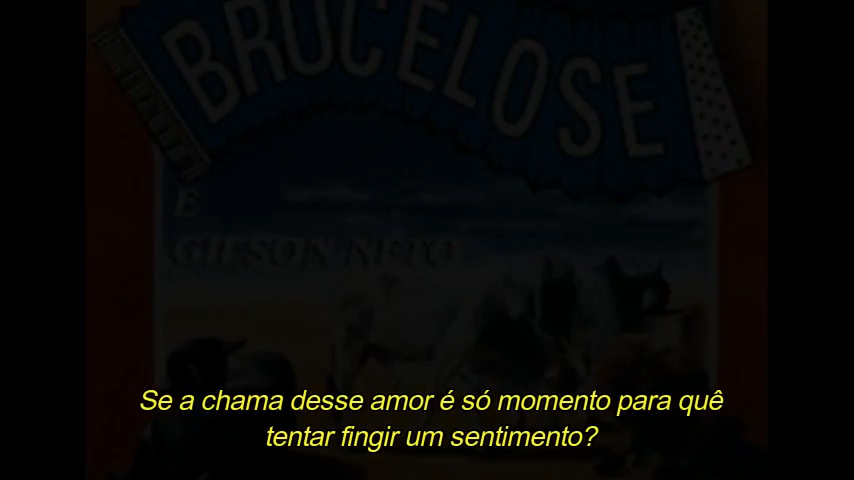 BRUCELOSE
E
GILSON NETO
Se a chama desse amor é só momento para quê
tentar fingir um sentimento?